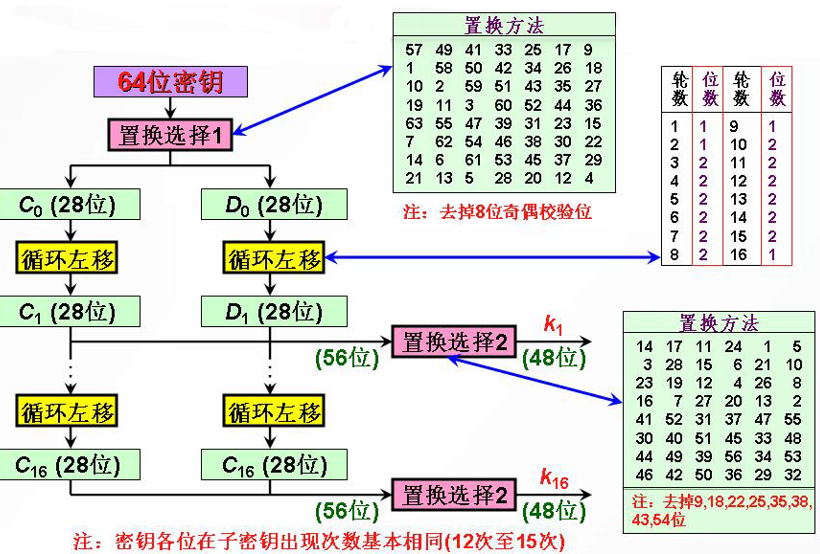 置换方法
57 49 41 33 25 17 9
1 58 50 42 34 26 18
10 2 59 51 43 35 27
19 11 3 60 52 44 36
63 55 47 39 31 23 15
7 62 54 46 38 30 22
14 6 61 53 45 37 29
21 13 5 28 20 12 4
注：去掉8位奇偶校验位
64位密钥
置换选择1
轮数 位数 轮数 位数
1 1 9 1
2 1 10 2
3 2 11 2
4 2 12 2
5 2 13 2
6 2 14 2
7 2 15 2
8 2 16 1
C0 (28位) D0 (28位)
循环左移 循环左移
C1 (28位) D1 (28位)
置换选择2
k1
(56位) (48位)
⋮ ⋮
循环左移 循环左移
C16 (28位) C16 (28位)
置换选择2
k16
(56位) (48位)
置换方法
14 17 11 24 1 5
3 28 15 6 21 10
23 19 12 4 26 8
16 7 27 20 13 2
41 52 31 37 47 55
30 40 51 45 33 48
44 49 39 56 34 53
46 42 50 36 29 32
注：去掉9,18,22,25,35,38,
43,54位
注：密钥各位在子密钥出现次数基本相同(12次至15次)